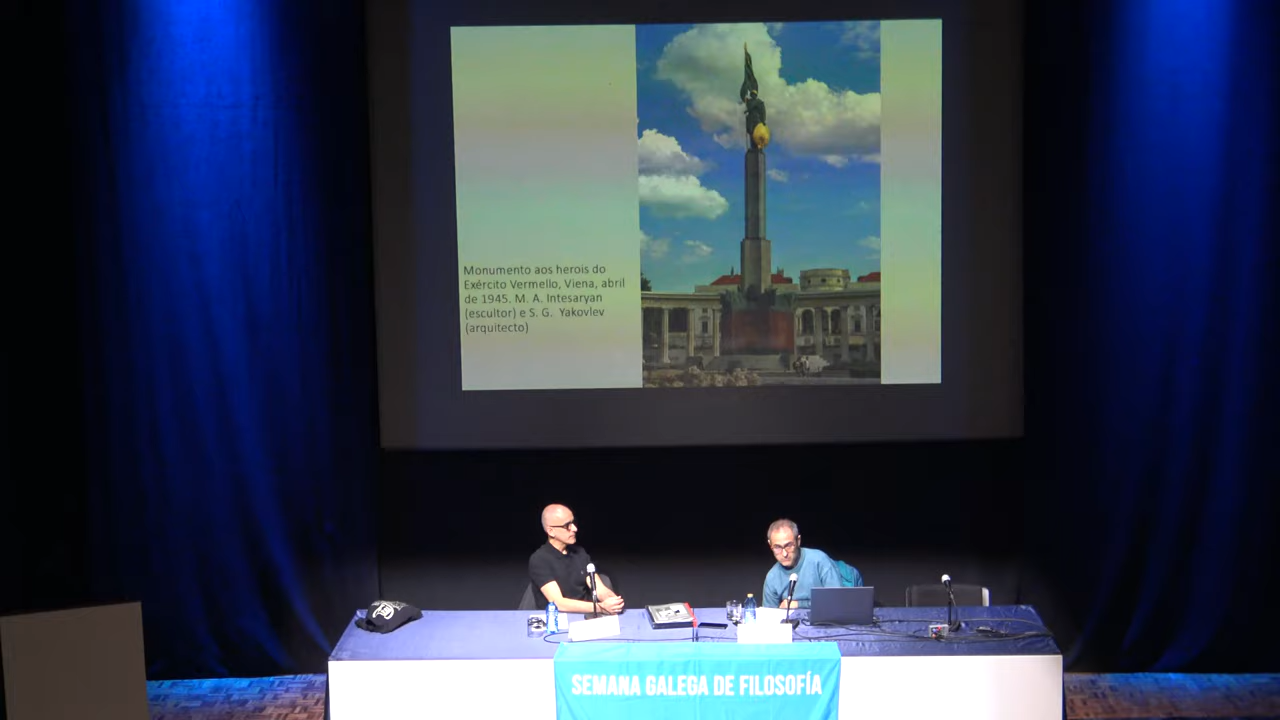 Monumento aos herois do
Exército Vermello, Viena, abril
de 1945. M. A. Intesaryan
(escultor) e S. G. Yakovlev
(arquitecto)
SEMANA GALEGA DE FILOSOFÍA